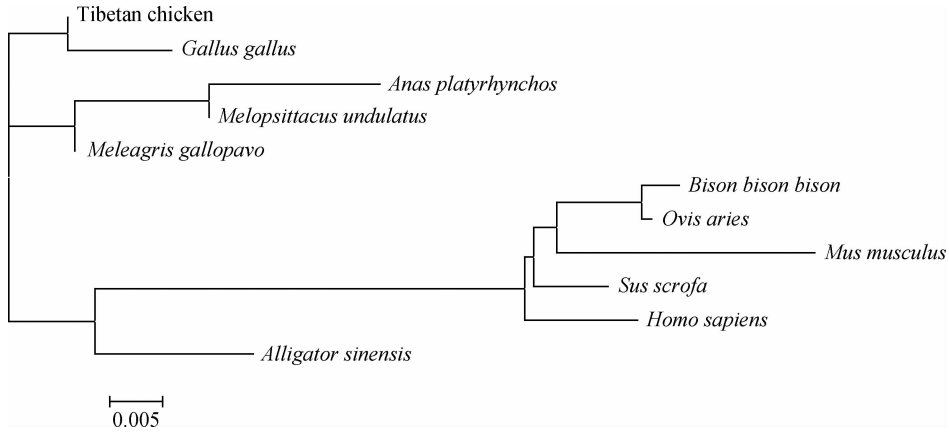 Tibetan chicken
Gallus gallus
Anas platyrhynchos
Melopsittacus undulatus
Meleagris gallopavo
Bison bison bison
Ovis aries
Mus musculus
Sus scrofa
Homo sapiens
Alligator sinensis
0.005